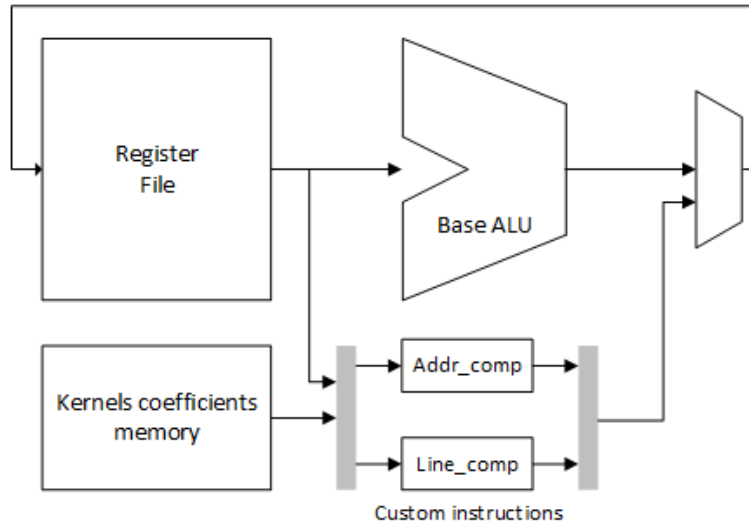 Register
File
Base ALU
Kernels coefficients
memory
Addr_comp
Line_comp
Custom instructions